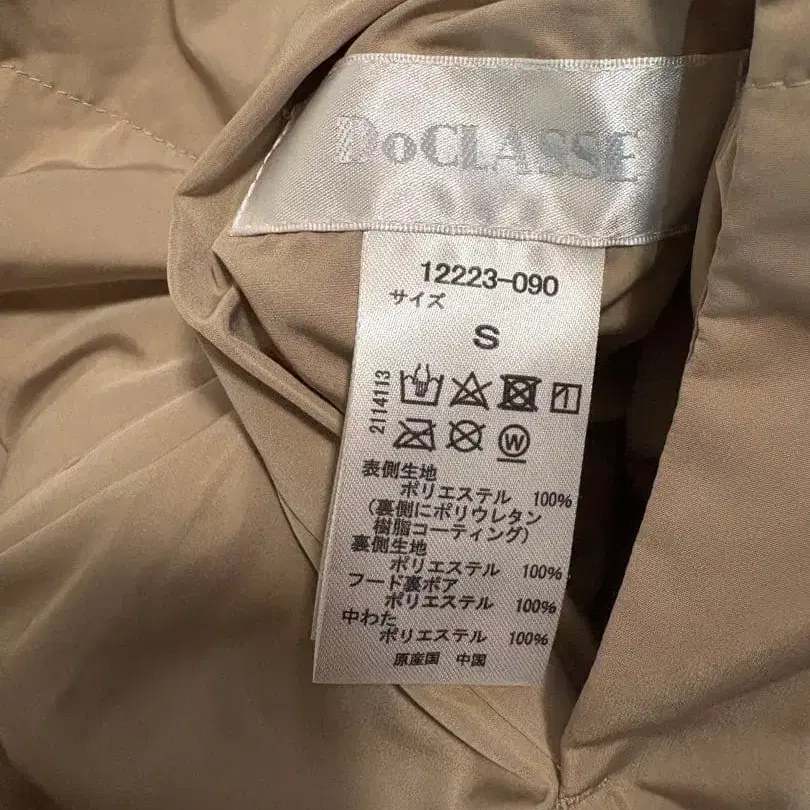 DoCLASSE
12223-090
サイズ
S
2114113
W
表側生地
ポリエステル 100%
(裏側にポリウレタン
樹脂コーティング)
裏側生地
ポリエステル 100%
フード裏ボア
ポリエステル 100%
中わた
ポリエステル 100%
原産国 中国